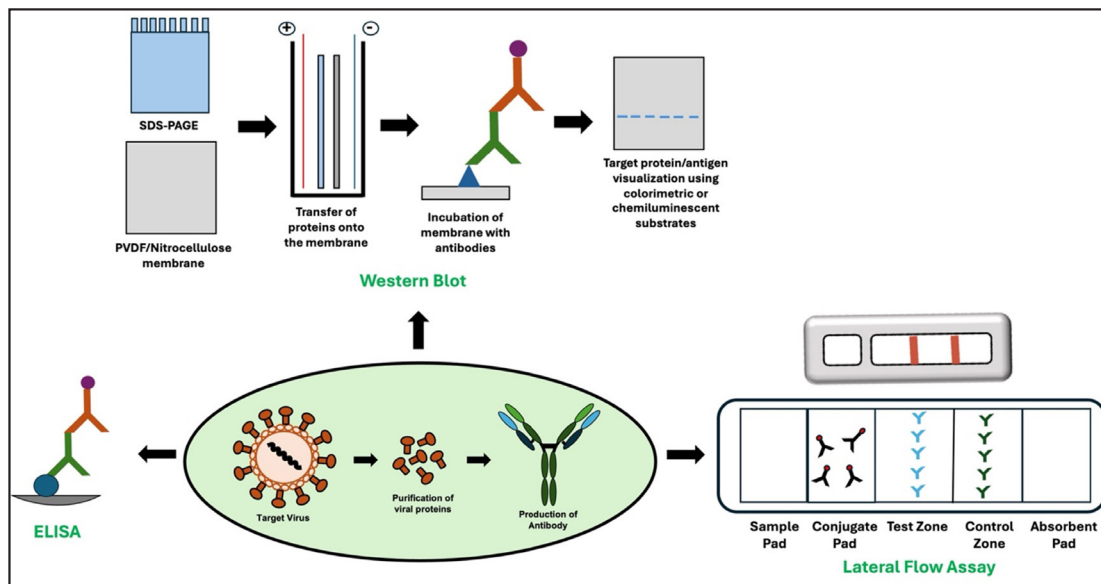 +
-
SDS-PAGE
PVDF/Nitrocellulose
membrane
Transfer of
proteins onto
the membrane
Incubation of
membrane with
antibodies
Target protein/antigen
visualization using
colorimetric or
chemiluminescent
substrates
Western Blot
ELISA
Target Virus
Purification of
viral proteins
Production of
Antibody
Sample
Pad
Conjugate
Pad
Test Zone
Control
Zone
Absorbent
Pad
Lateral Flow Assay